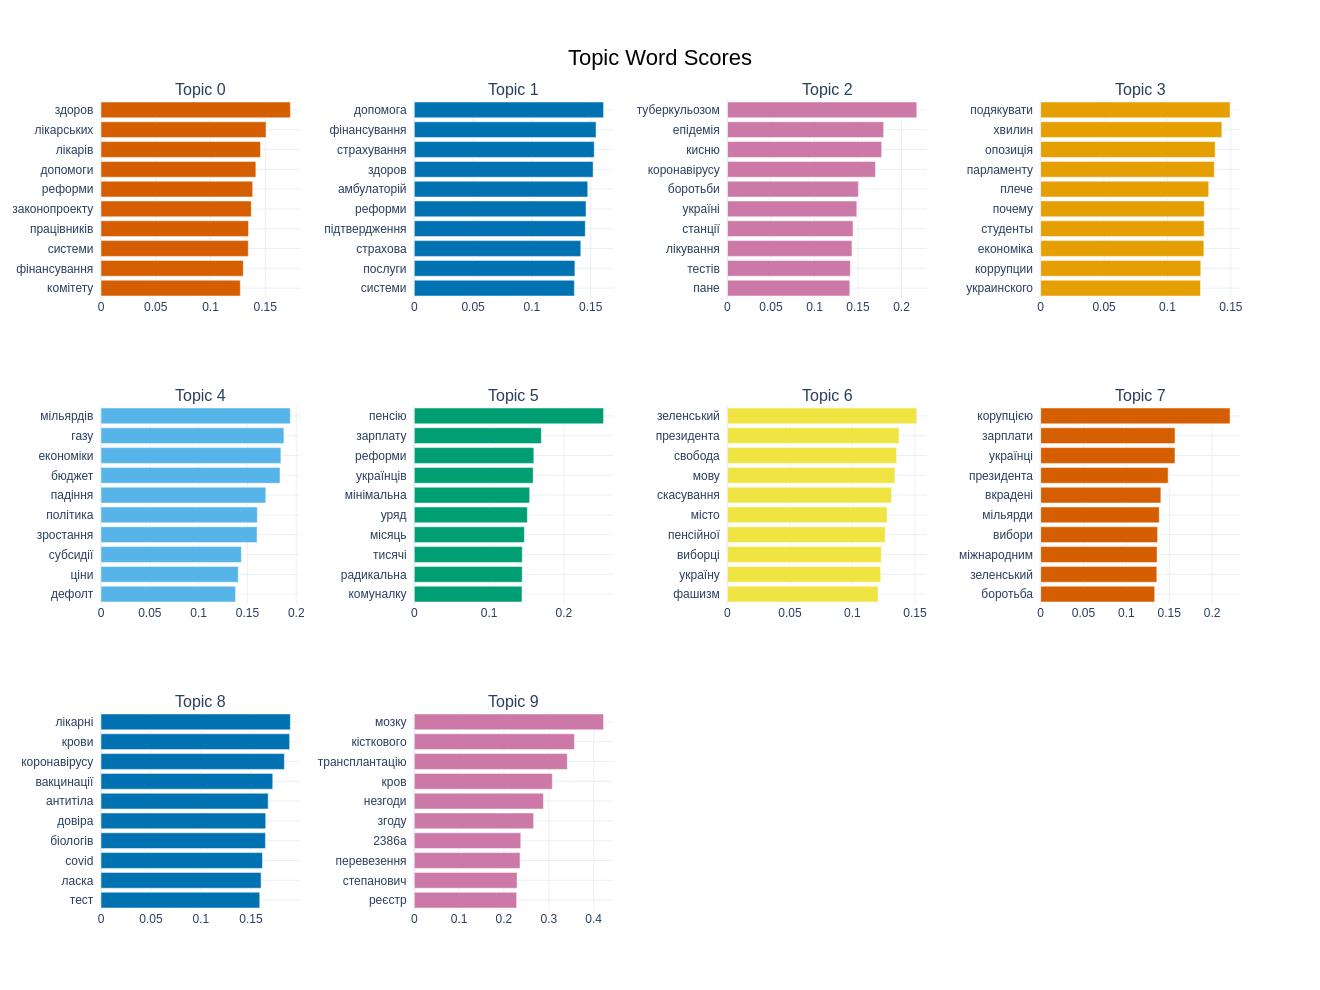 Topic Word Scores
Topic 0
здоров
лікарських
лікарів
допомоги
реформи
законопроекту
працівників
системи
фінансування
комітету
0 0.05 0.1 0.15
Topic 1
допомога
фінансування
страхування
здоров
амбулаторій
реформи
підтвердження
страхова
послуги
системи
0 0.05 0.1 0.15
Topic 2
туберкульозом
епідемія
кисню
коронавірусу
боротьби
україні
станції
лікування
тестів
пане
0 0.05 0.1 0.15 0.2
Topic 3
подякувати
хвилин
опозиція
парламенту
плече
почему
студенты
економіка
коррупции
украинского
0 0.05 0.1 0.15
Topic 4
мільярдів
газу
економіки
бюджет
падіння
політика
зростання
субсидії
ціни
дефолт
0 0.05 0.1 0.15 0.2
Topic 5
пенсію
зарплату
реформи
українців
мінімальна
уряд
місяць
тисячі
радикальна
комуналку
0 0.1 0.2
Topic 6
зеленський
президента
свобода
мову
скасування
місто
пенсійної
виборці
україну
фашизм
0 0.05 0.1 0.15
Topic 7
корупцією
зарплати
українці
президента
вкрадені
мільярди
вибори
міжнародним
зеленський
боротьба
0 0.05 0.1 0.15 0.2
Topic 8
лікарні
крови
коронавірусу
вакцинації
антитіла
довіра
біологів
covid
ласка
тест
0 0.05 0.1 0.15
Topic 9
мозку
кісткового
трансплантацію
кров
незгоди
згоду
2386а
перевезення
степанович
реєстр
0 0.1 0.2 0.3 0.4